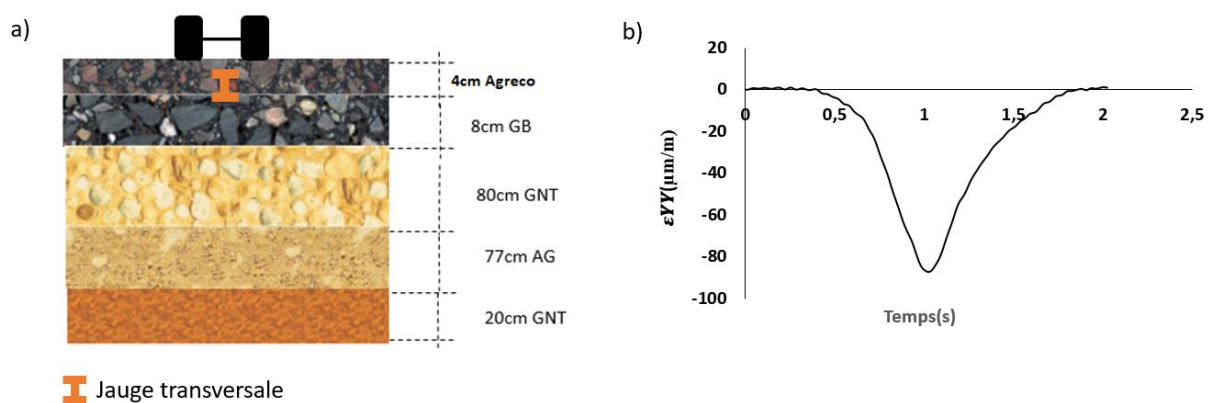 a)
4cm Agreco
8cm GB
80cm GNT
77cm AG
20cm GNT
Jauge transversale
b)
20
0
-20
-40
-60
-80
-100
εYY(µm/m)
0
0,5
1
1,5
2
2,5
Temps(s)